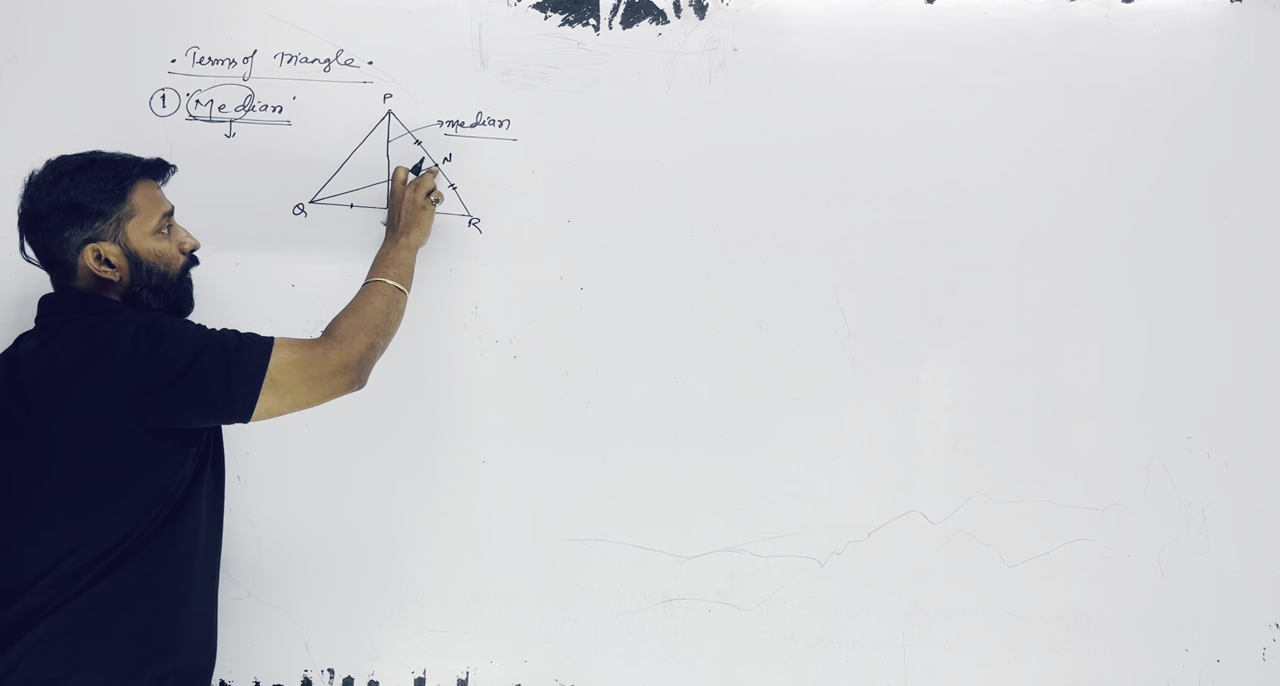 • Terms of Triangle •
① 'Median'
P
median
N
Q
R